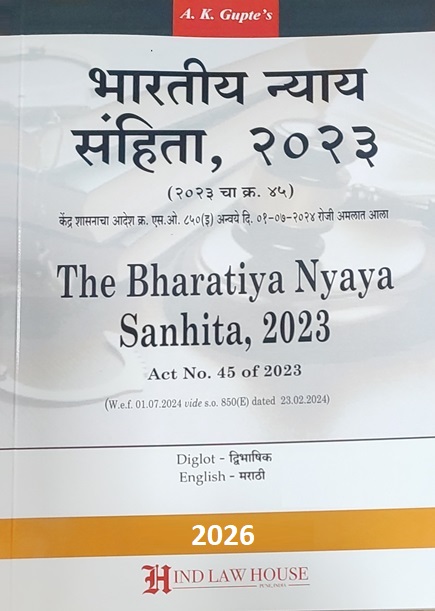 A. K. Gupte's
भारतीय न्याय
संहिता, २०२३
(२०२३ चा क्र. ४५)
केंद्र शासनाचा आदेश क्र. एस.ओ. ८५०(इ) अन्वये दि. ०१-०७-२०२४ रोजी अमलात आला
The Bharatiya Nyaya
Sanhita, 2023
Act No. 45 of 2023
(W.e.f. 01.07.2024 vide s.o. 850(E) dated 23.02.2024)
Diglot - द्विभाषिक
English - मराठी
2026
HIND LAW HOUSE
PUNE, INDIA